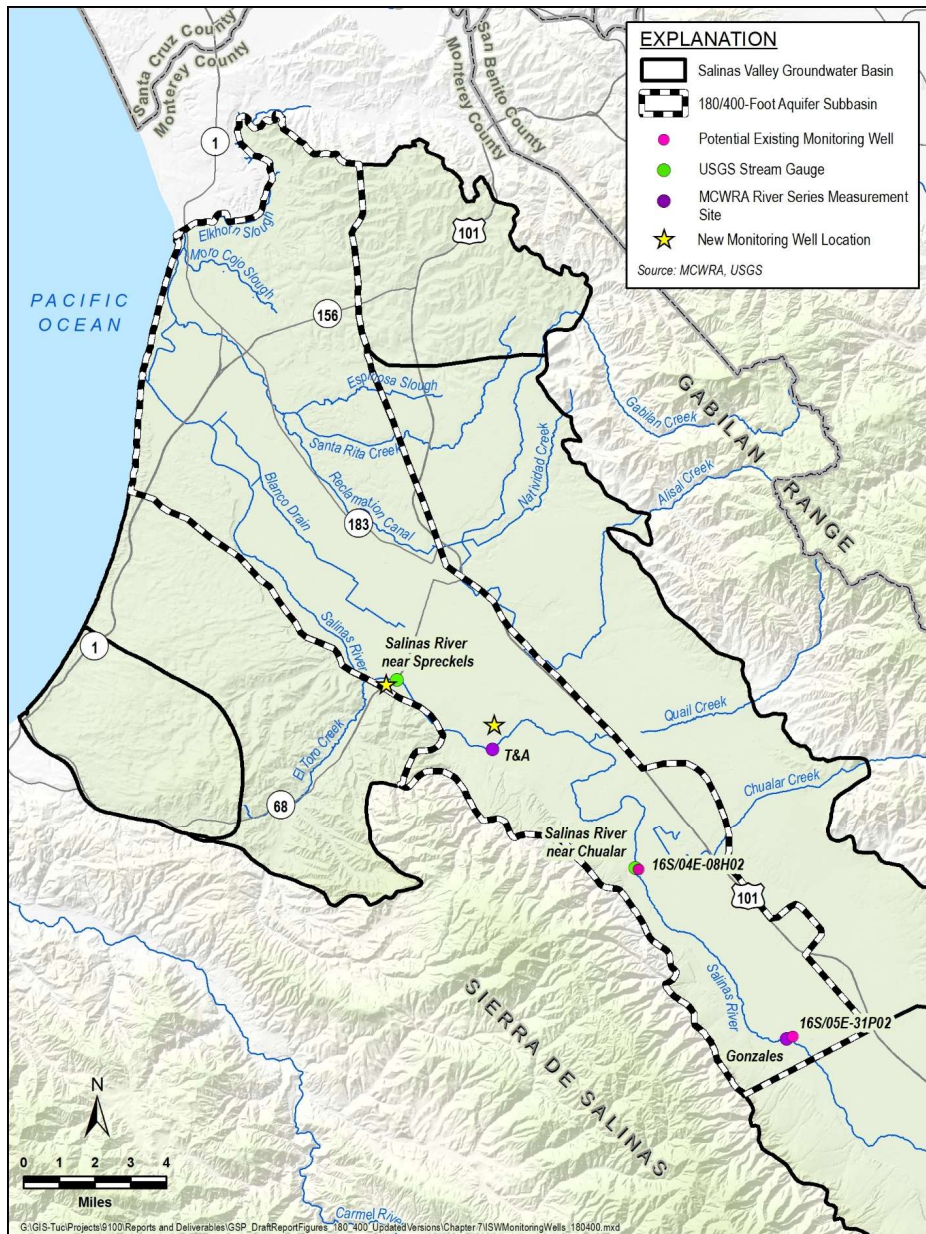 EXPLANATION
Salinas Valley Groundwater Basin
180/400-Foot Aquifer Subbasin
Potential Existing Monitoring Well
USGS Stream Gauge
MCWRA River Series Measurement
Site
New Monitoring Well Location
Source: MCWRA, USGS
Santa Cruz County
Monterey County
Monterey County
San Benito County
1
101
Elkhorn Slough
Moro Cojo Slough
PACIFIC
OCEAN
156
Espinosa Slough
Gabilan Creek
GABILAN
RANGE
Santa Rita Creek
Natividad Creek
Alisal Creek
Reclamation Canal
Blanco Drain
183
Salinas River
Salinas River
near Spreckels
1
Quail Creek
El Toro Creek
T&A
Chualar Creek
68
Salinas River
near Chualar
16S/04E-08H02
101
Salinas River
SIERRA DE SALINAS
16S/05E-31P02
Gonzales
N
0 1 2 3 4
Miles
Carmel River
G:\GIS-Tuc\Projects\9100\Reports and Deliverables\GSP_DraftReportFigures_180_400_UpdatedVersions\Chapter 7\ISWMonitoringWells_180400.mxd